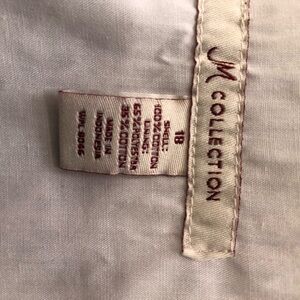 JM COLLECTION
18
SHELL:
100% COTTON
LINING:
65% POLYESTER
35% COTTON
MADE IN
INDONESIA